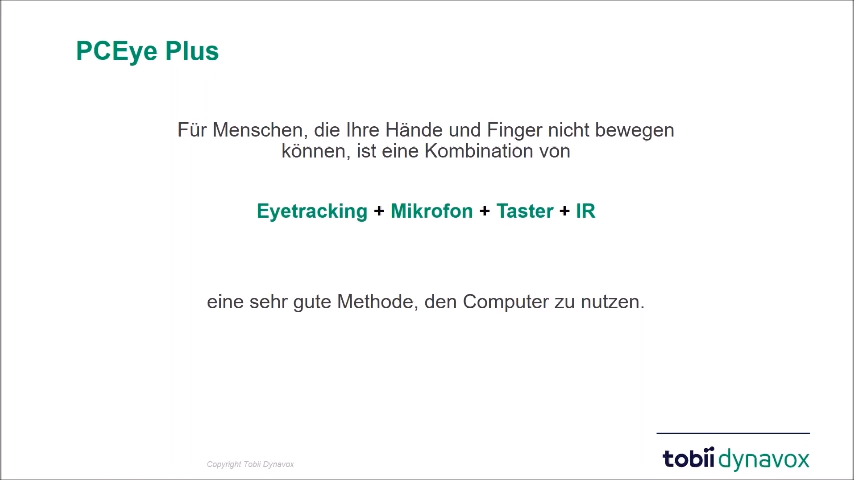 PCEye Plus
Für Menschen, die Ihre Hände und Finger nicht bewegen
können, ist eine Kombination von
Eyetracking + Mikrofon + Taster + IR
eine sehr gute Methode, den Computer zu nutzen.
Copyright Tobii Dynavox
tobii dynavox